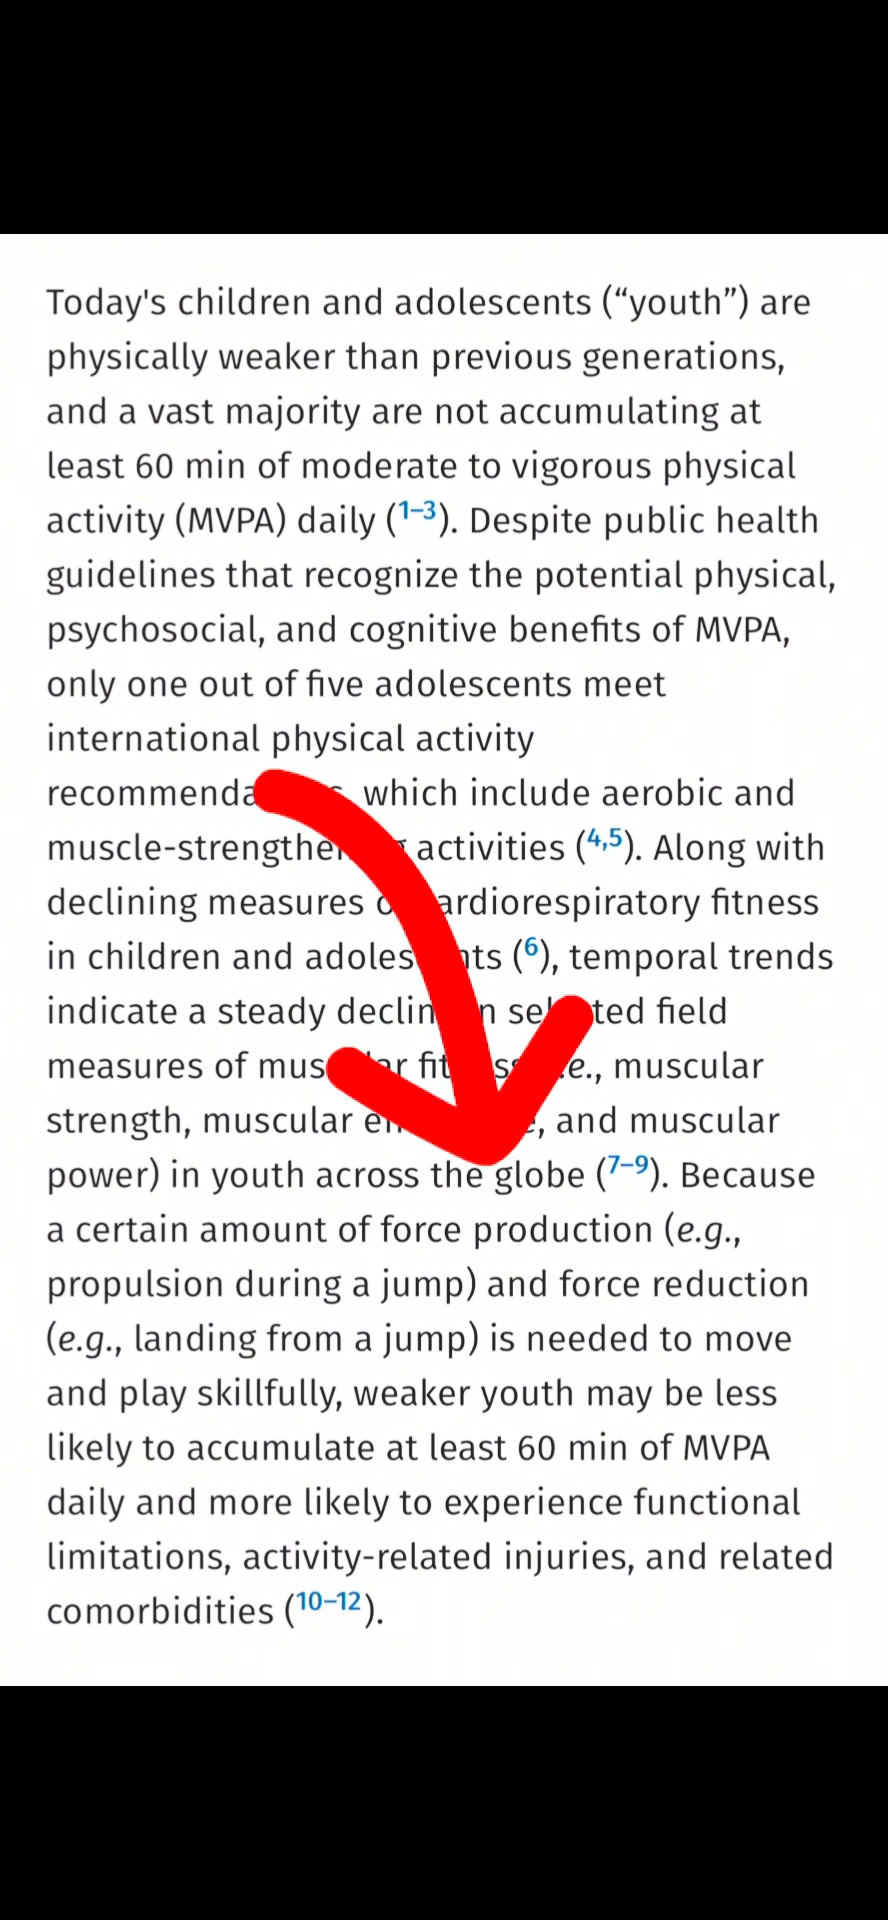 Today's children and adolescents (“youth”) are
physically weaker than previous generations,
and a vast majority are not accumulating at
least 60 min of moderate to vigorous physical
activity (MVPA) daily (1–3). Despite public health
guidelines that recognize the potential physical,
psychosocial, and cognitive benefits of MVPA,
only one out of five adolescents meet
international physical activity
which include aerobic and
activities (4,5). Along with
declining measures cardiorespiratory fitness
in children and adolescents (6), temporal trends
indicate a steady decline in selected field
measures of muscular i.e., muscular
strength, muscular and muscular
power) in youth across the globe (7–9). Because
a certain amount of force production (e.g.,
propulsion during a jump) and force reduction
(e.g., landing from a jump) is needed to move
and play skillfully, weaker youth may be less
likely to accumulate at least 60 min of MVPA
daily and more likely to experience functional
limitations, activity-related injuries, and related
comorbidities (10–12).